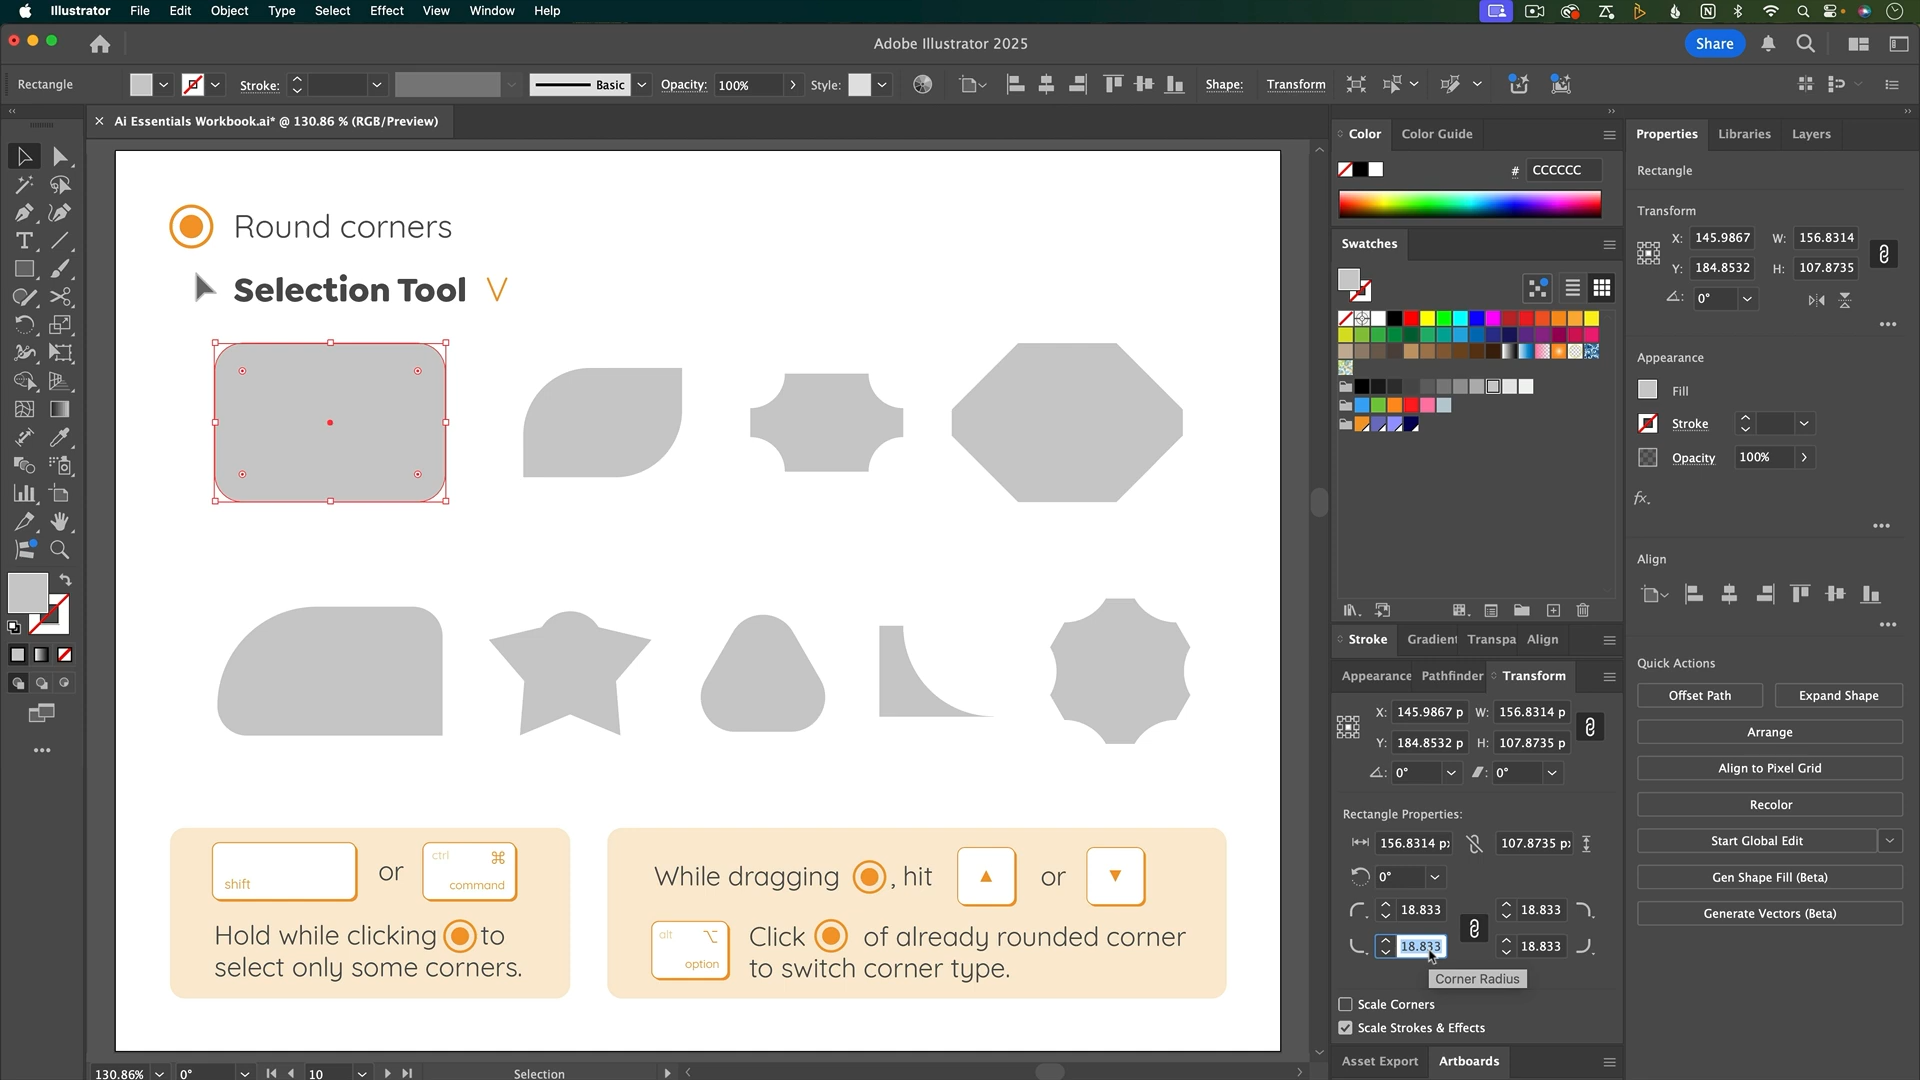 Illustrator File Edit Object Type Select Effect View Window Help
Adobe Illustrator 2025
Share
Rectangle
Stroke:
Basic
Opacity: 100%
Style:
Shape:
Transform
Ai Essentials Workbook.ai* @ 130.86 % (RGB/Preview)
Round corners
Selection Tool V
shift
or
ctrl
command
Hold while clicking to
select only some corners.
While dragging , hit
or
alt
option
Click of already rounded corner
to switch corner type.
130.86%
0°
10
Selection
Color
Color Guide
# CCCCCC
Swatches
Stroke
Gradien
Transpa
Align
Appearanc
Pathfinder
Transform
X: 145.9867 p W: 156.8314 p
Y: 184.8532 p H: 107.8735 p
0° 0°
Rectangle Properties:
156.8314 px 107.8735 px
0°
18.833 18.833
18.833 18.833
Corner Radius
Scale Corners
Scale Strokes & Effects
Asset Export
Artboards
Properties
Libraries
Layers
Rectangle
Transform
X: 145.9867 W: 156.8314
Y: 184.8532 H: 107.8735
0°
Appearance
Fill
Stroke
Opacity 100%
fx.
Align
Quick Actions
Offset Path
Expand Shape
Arrange
Align to Pixel Grid
Recolor
Start Global Edit
Gen Shape Fill (Beta)
Generate Vectors (Beta)